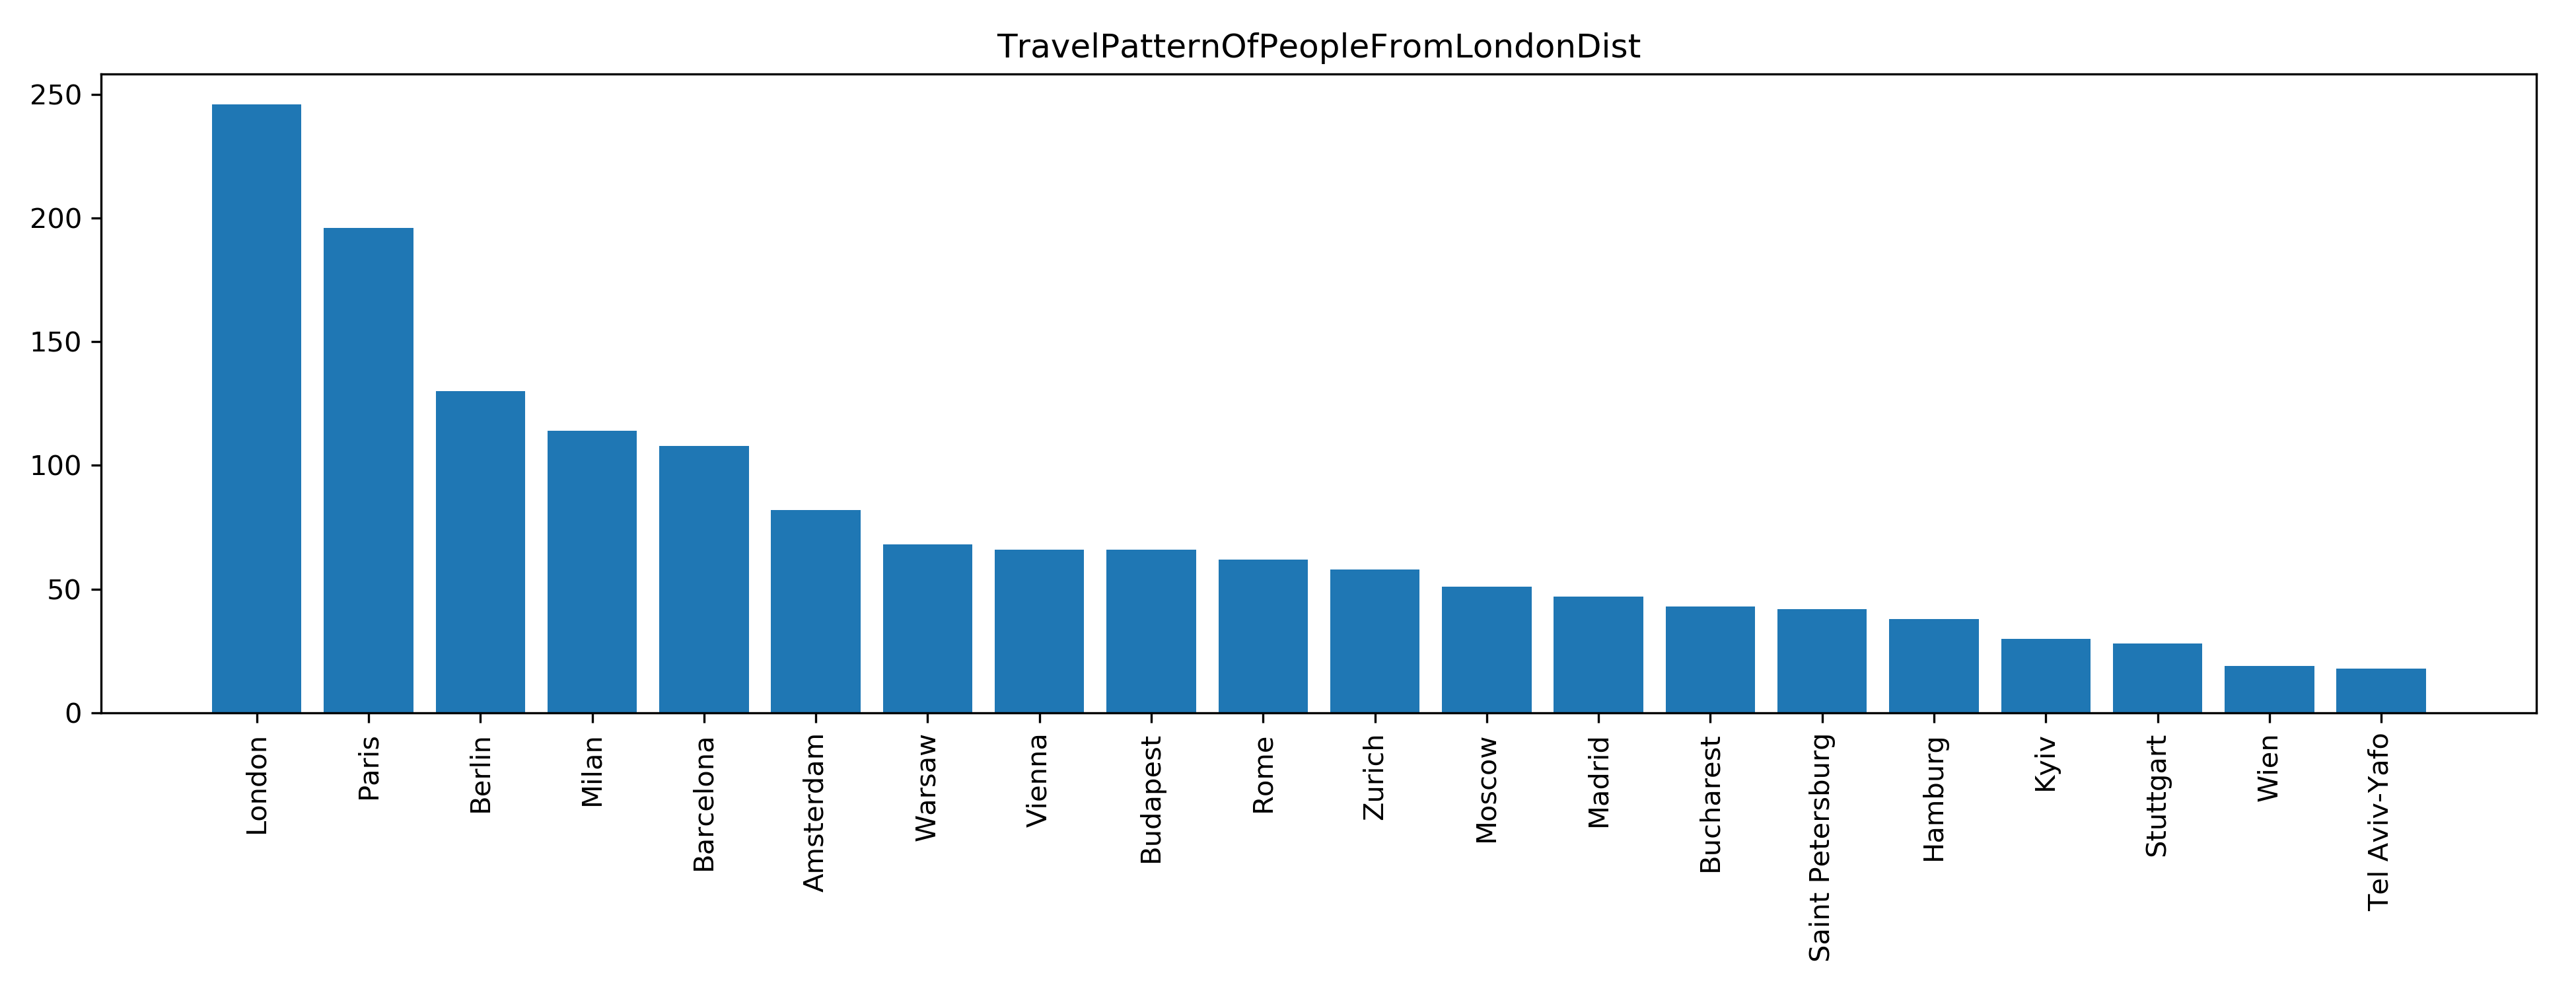 TravelPatternOfPeopleFromLondonDist
250
200
150
100
50
0
London
Paris
Berlin
Milan
Barcelona
Amsterdam
Warsaw
Vienna
Budapest
Rome
Zurich
Moscow
Madrid
Bucharest
Saint Petersburg
Hamburg
Kyiv
Stuttgart
Wien
Tel Aviv-Yafo